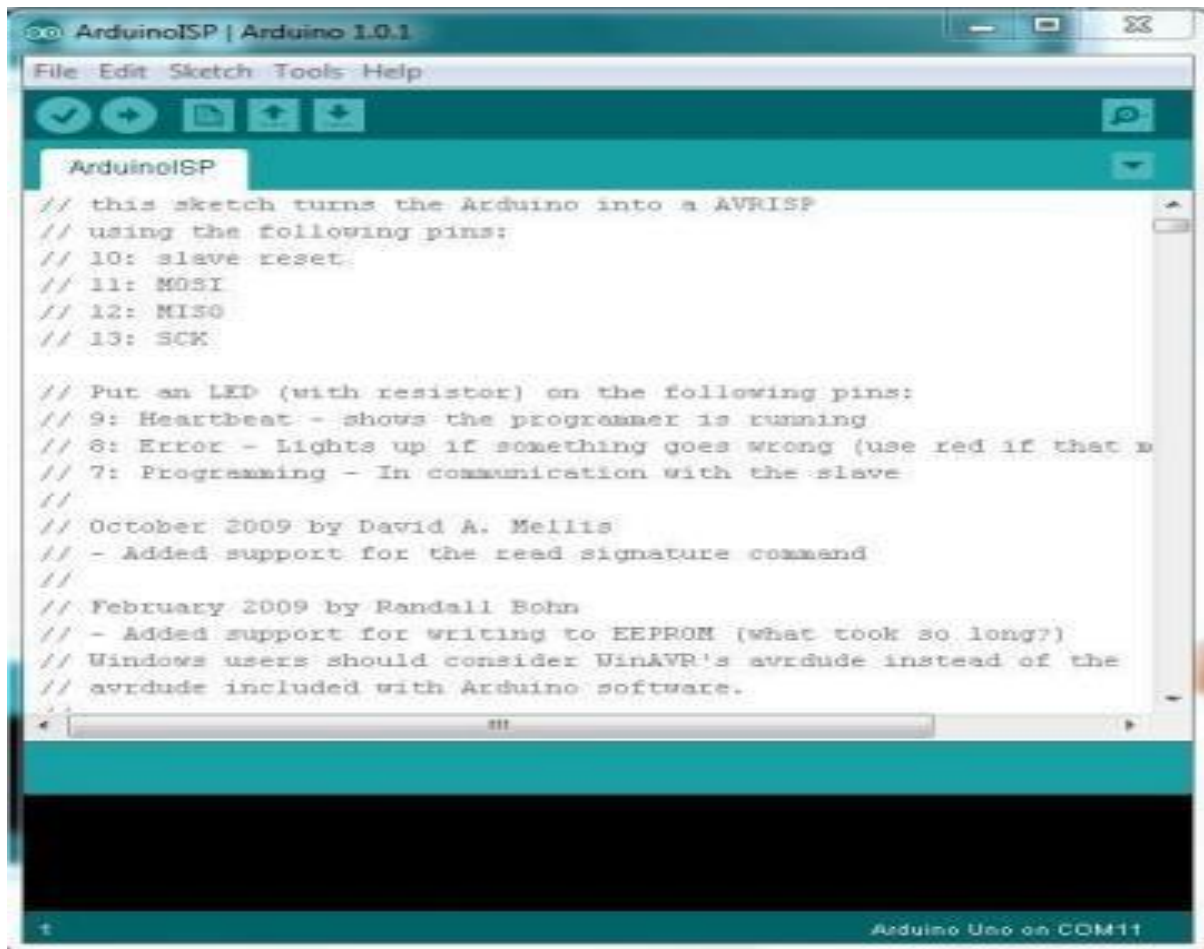 ArduinoISP | Arduino 1.0.1
File Edit Sketch Tools Help
ArduinoISP
// this sketch turns the Arduino into a AVRISP
// using the following pins:
// 10: slave reset
// 11: MOSI
// 12: MISO
// 13: SCK
// Put an LED (with resistor) on the following pins:
// 9: Heartbeat - shows the programmer is running
// 8: Error - Lights up if something goes wrong (use red if that m
// 7: Programming - In communication with the slave
//
// October 2009 by David A. Mellis
// - Added support for the read signature command
//
// February 2009 by Randall Bohn
// - Added support for writing to EEPROM (what took so long?)
// Windows users should consider WinAVR's avrdude instead of the
// avrdude included with Arduino software.
//
1 Arduino Uno on COM11